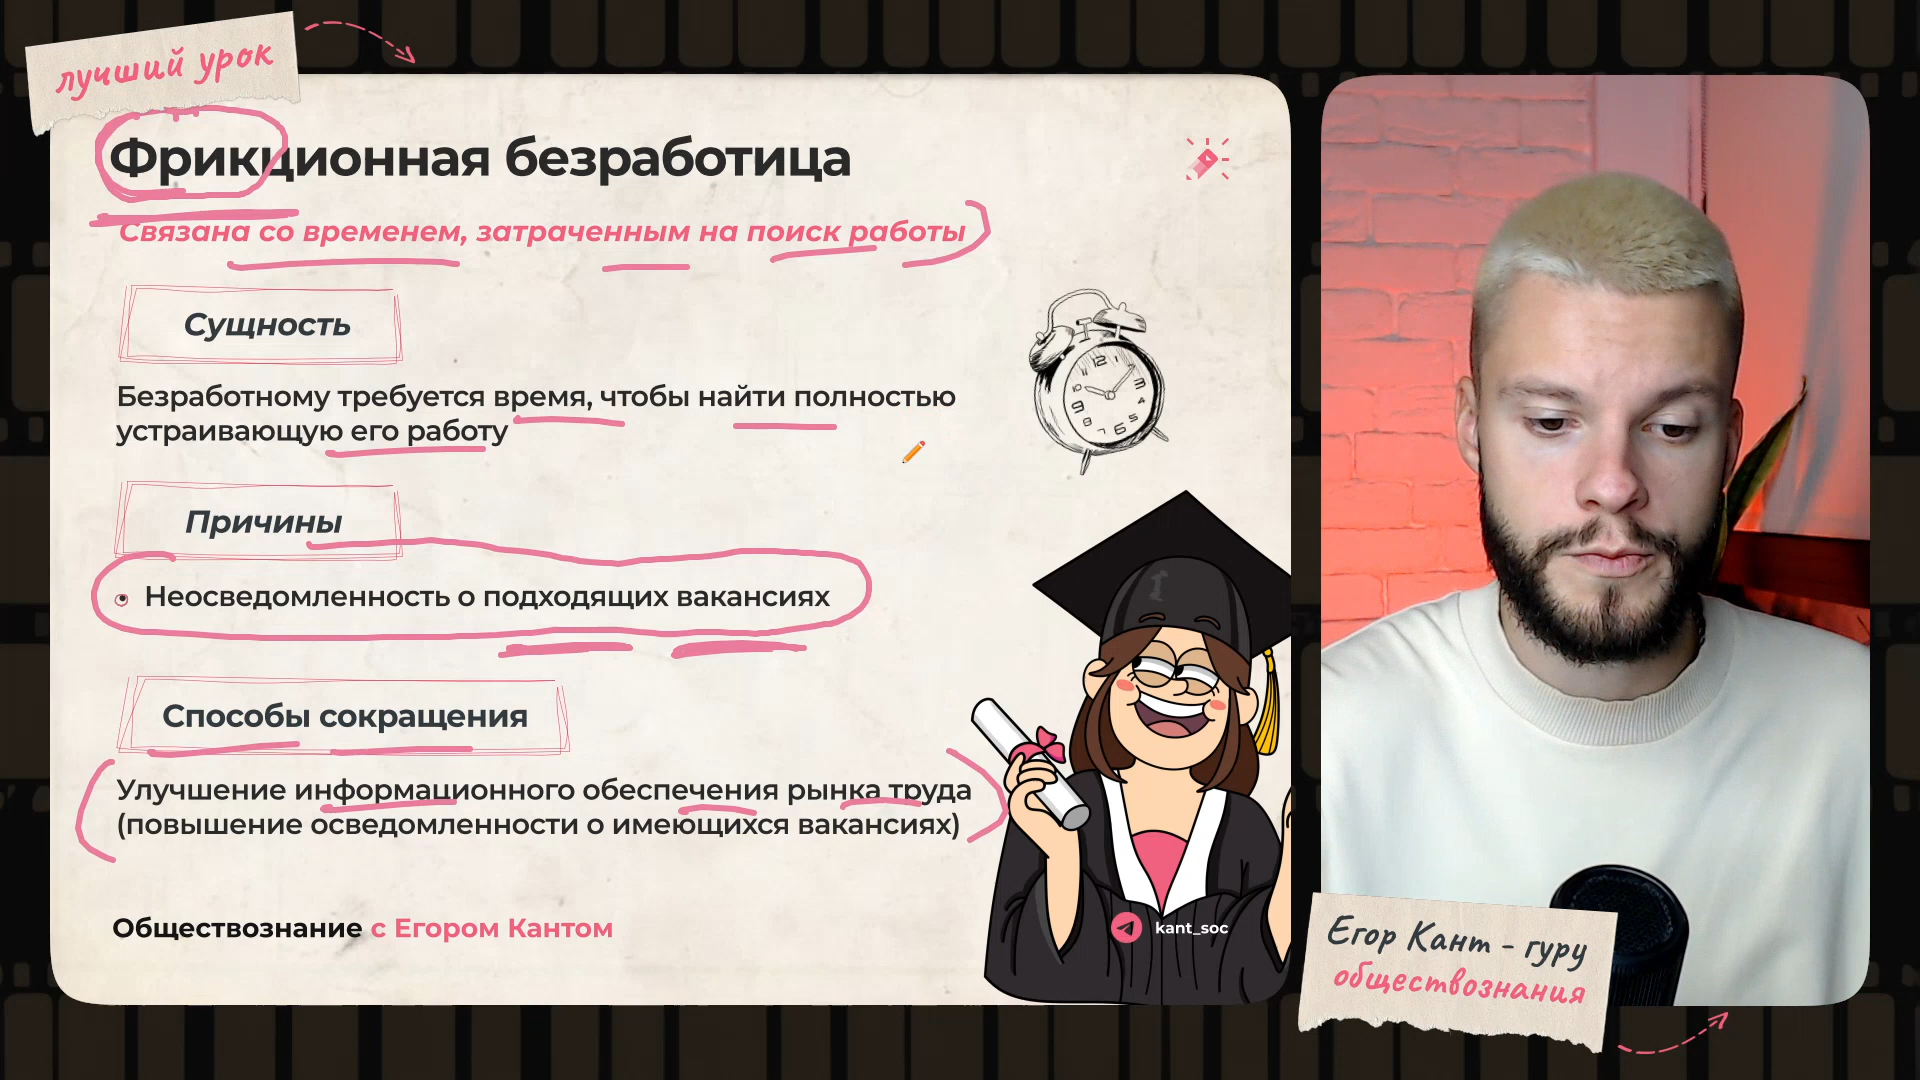 лучший урок
Фрикционная безработица
Связана со временем, затраченным на поиск работы
Сущность
Безработному требуется время, чтобы найти полностью
устраивающую его работу
Причины
Неосведомленность о подходящих вакансиях
Способы сокращения
Улучшение информационного обеспечения рынка труда
(повышение осведомленности о имеющихся вакансиях)
Обществознание с Егором Кантом
kant_soc
Егор Кант - гуру
обществознания